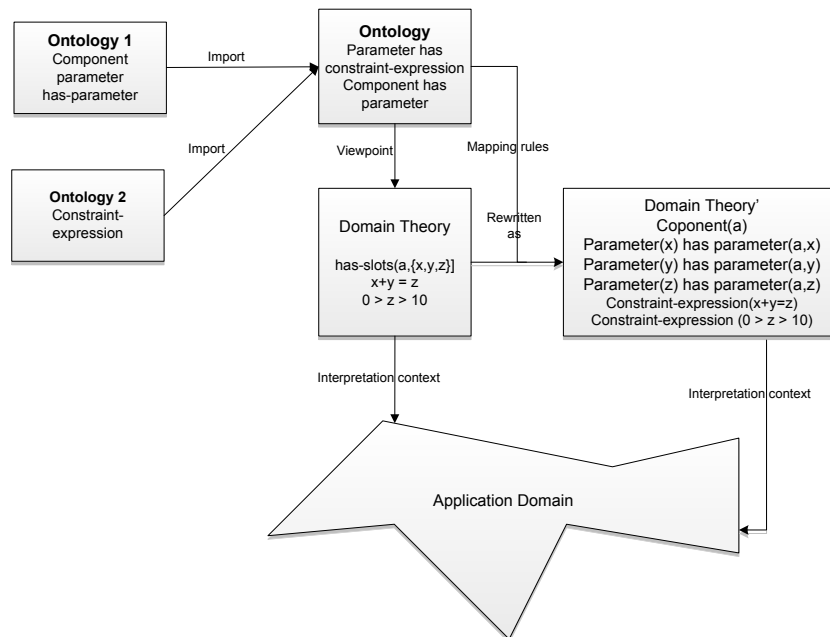 Ontology 1
Component
parameter
has-parameter
Import
Ontology
Parameter has
constraint-expression
Component has
parameter
Import
Viewpoint
Mapping rules
Ontology 2
Constraint-
expression
Domain Theory
has-slots(a,{x,y,z}]
x+y = z
0 > z > 10
Rewritten
as
Domain Theory'
Coponent(a)
Parameter(x) has parameter(a,x)
Parameter(y) has parameter(a,y)
Parameter(z) has parameter(a,z)
Constraint-expression(x+y=z)
Constraint-expression (0 > z > 10)
Interpretation context
Interpretation context
Application Domain